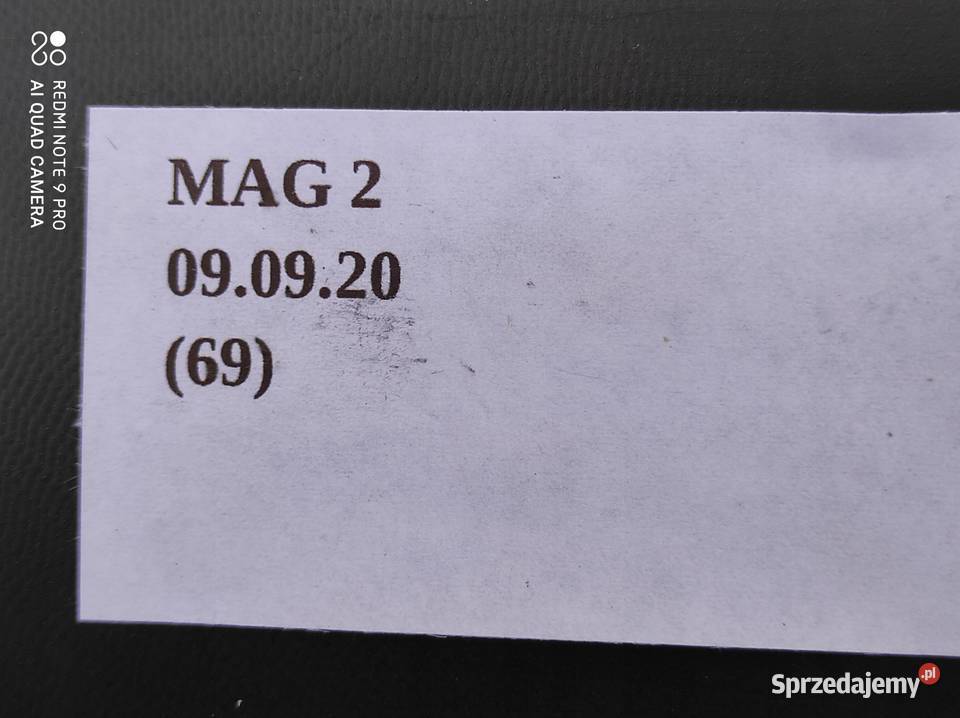 REDMI NOTE 9 PRO
AI QUAD CAMERA
MAG 2
09.09.20
(69)
Sprzedajemy.pl